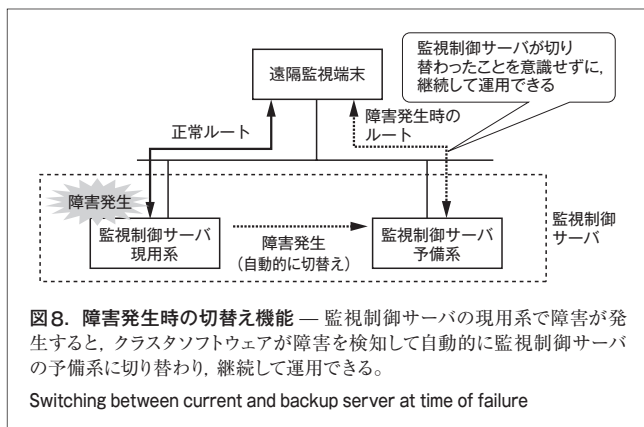 監視制御サーバが切り
替わったことを意識せずに,
継続して運用できる
遠隔監視端末
正常ルート
障害発生時の
ルート
障害発生
監視制御サーバ
現用系
障害発生
(自動的に切替え)
監視制御サーバ
予備系
監視制御
サーバ
図8. 障害発生時の切替え機能 — 監視制御サーバの現用系で障害が発
生すると, クラスタソフトウェアが障害を検知して自動的に監視制御サーバ
の予備系に切り替わり, 継続して運用できる。
Switching between current and backup server at time of failure